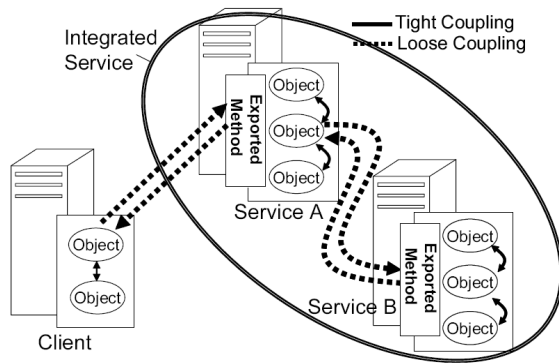 Integrated
Service
Tight Coupling
Loose Coupling
Exported
Method
Object
Object
Object
Service A
Object
Object
Client
Exported
Method
Object
Object
Object
Service B